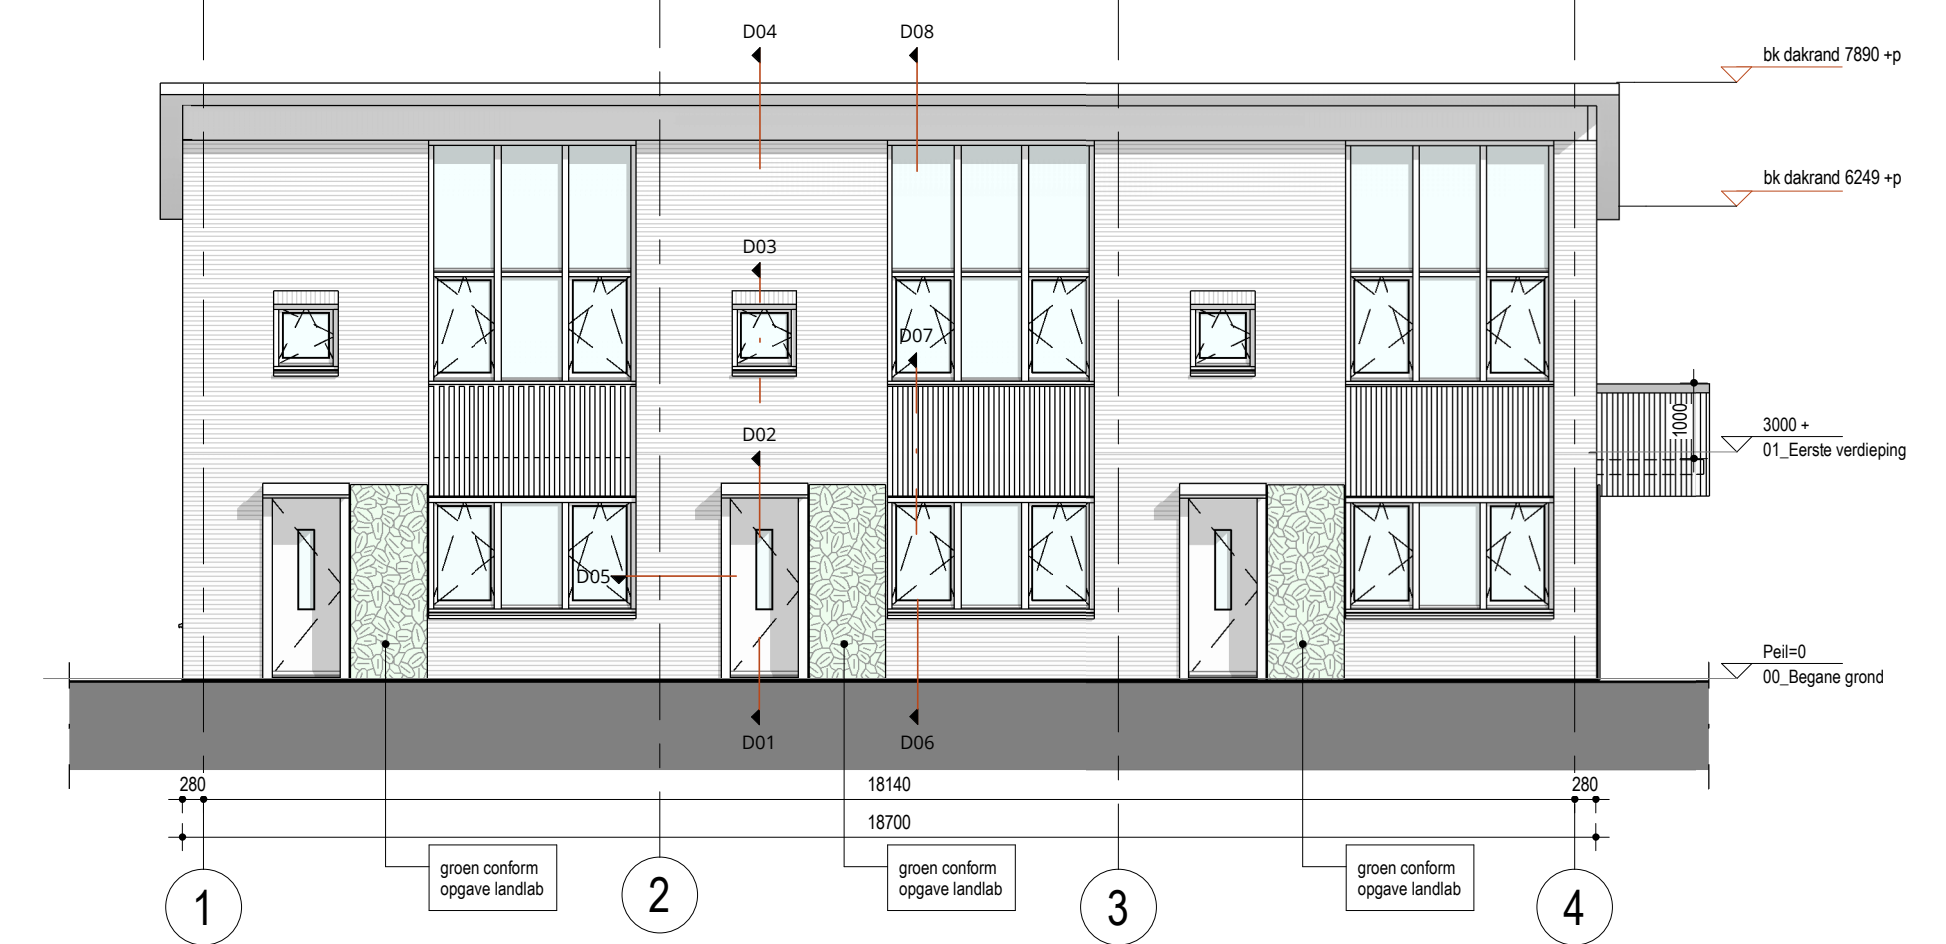 D04
D08
bk dakrand 7890 +p
bk dakrand 6249 +p
D03
D07
1000
3000 +
01_Eerste verdieping
D02
D05
Peil=0
00_Begane grond
D01
D06
280
18140
280
18700
groen conform
opgave landlab
groen conform
opgave landlab
groen conform
opgave landlab
1
2
3
4